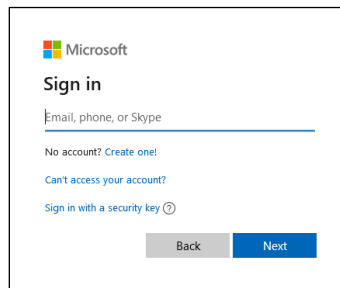 Microsoft
Sign in
Email, phone, or Skype
No account? Create one!
Can't access your account?
Sign in with a security key ?
Back Next